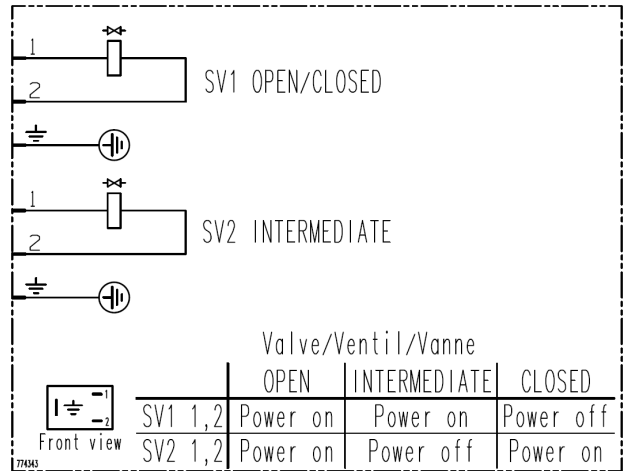 1
2
SV1 OPEN/CLOSED
1
2
SV2 INTERMEDIATE
Valve/Ventil/Vanne
OPEN INTERMEDIATE CLOSED
SV1 1,2 Power on Power on Power off
SV2 1,2 Power on Power off Power on
1
2
Front view
774343